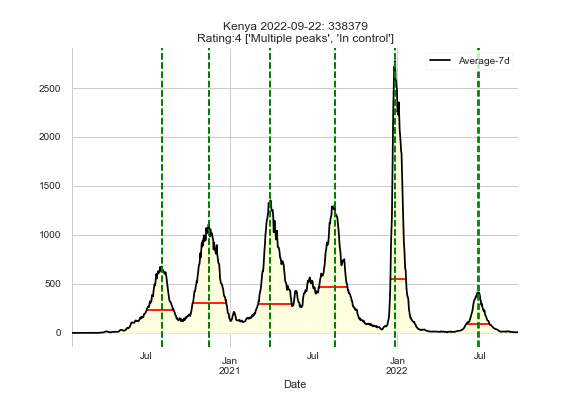 Kenya 2022-09-22: 338379
Rating:4 ['Multiple peaks', 'In control']
Average-7d
2500
2000
1500
1000
500
0
Jul
Jan
2021
Jul
Jan
2022
Jul
Date